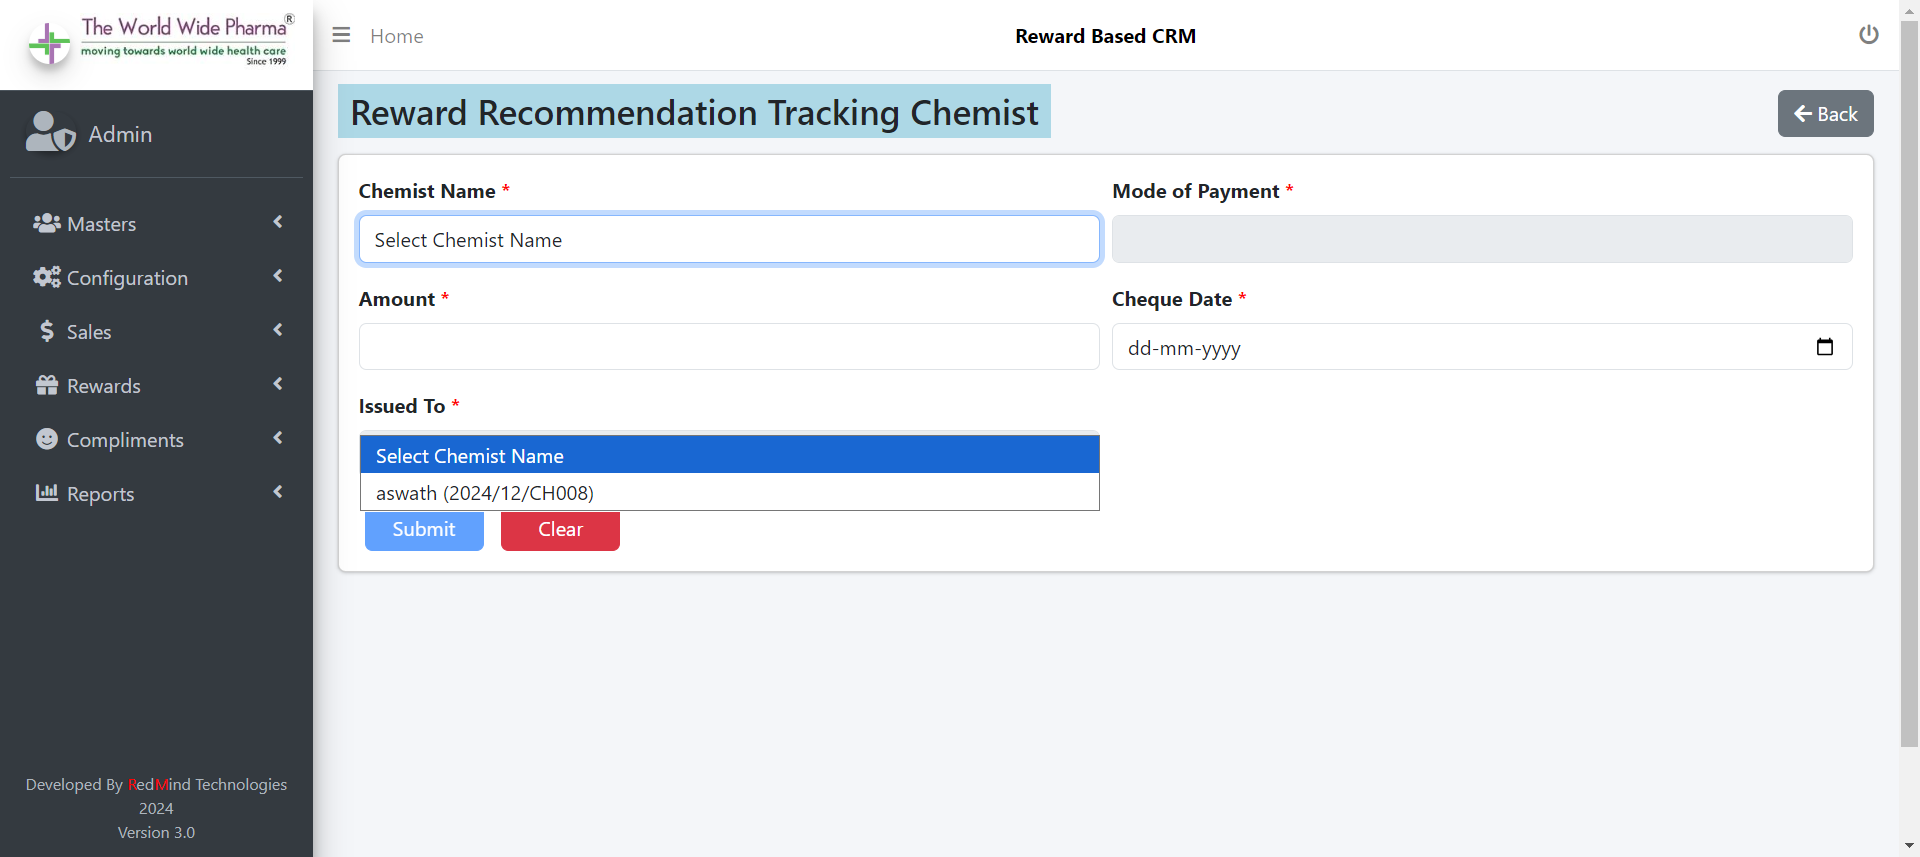 The World Wide Pharma®
moving towards world wide health care
Since 1999
Home
Reward Based CRM
Admin
Masters
Configuration
Sales
Rewards
Compliments
Reports
Developed By RedMind Technologies
2024
Version 3.0
Reward Recommendation Tracking Chemist
Back
Chemist Name *
Mode of Payment *
Select Chemist Name
Amount *
Cheque Date *
dd-mm-yyyy
Issued To *
Select Chemist Name
aswath (2024/12/CH008)
Submit
Clear